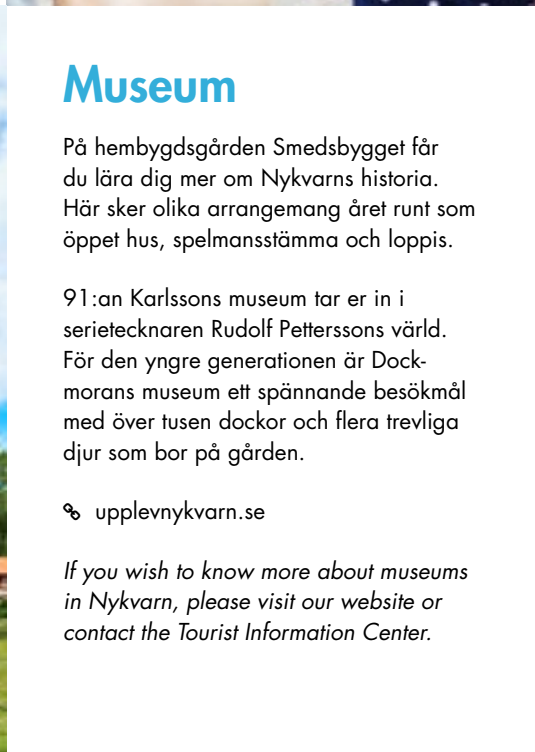 Museum
På hembygdsgården Smedsbygget får
du lära dig mer om Nykvarns historia.
Här sker olika arrangemang året runt som
öppet hus, spelmansstämma och loppis.
91:an Karlssons museum tar er in i
serietecknaren Rudolf Petterssons värld.
För den yngre generationen är Dock-
morans museum ett spännande besökmål
med över tusen dockor och flera trevliga
djur som bor på gården.
upplevnykvarn.se
If you wish to know more about museums
in Nykvarn, please visit our website or
contact the Tourist Information Center.